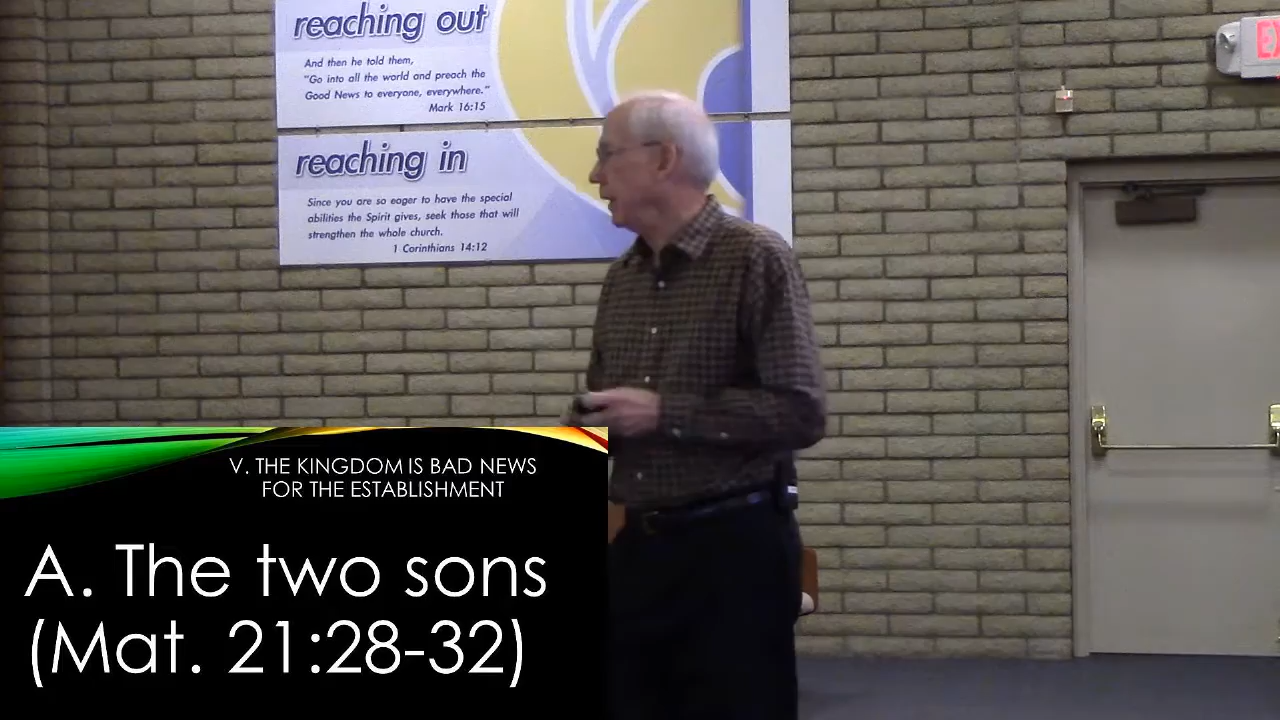 reaching out
And then he told them,
"Go into all the world and preach the
Good News to everyone, everywhere."
Mark 16:15
reaching in
Since you are so eager to have the special
abilities the Spirit gives, seek those that will
strengthen the whole church.
1 Corinthians 14:12
V. THE KINGDOM IS BAD NEWS
FOR THE ESTABLISHMENT
A. The two sons
(Mat. 21:28-32)